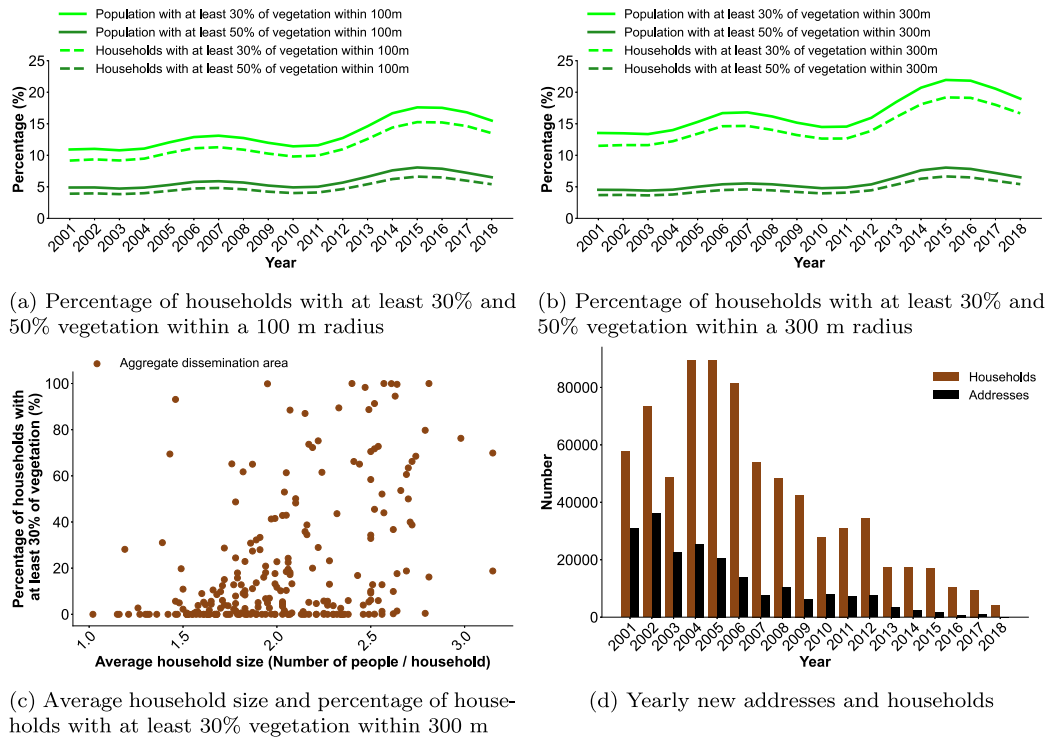 Population with at least 30% of vegetation within 100m
Population with at least 50% of vegetation within 100m
Households with at least 30% of vegetation within 100m
Households with at least 50% of vegetation within 100m
Percentage (%)
25
20
15
10
5
0
2001 2002 2003 2004 2005 2006 2007 2008 2009 2010 2011 2012 2013 2014 2015 2016 2017 2018
Year
(a) Percentage of households with at least 30% and
50% vegetation within a 100 m radius
Population with at least 30% of vegetation within 300m
Population with at least 50% of vegetation within 300m
Households with at least 30% of vegetation within 300m
Households with at least 50% of vegetation within 300m
Percentage (%)
25
20
15
10
5
0
2001 2002 2003 2004 2005 2006 2007 2008 2009 2010 2011 2012 2013 2014 2015 2016 2017 2018
Year
(b) Percentage of households with at least 30% and
50% vegetation within a 300 m radius
Aggregate dissemination area
Percentage of households with
at least 30% of vegetation (%)
100
80
60
40
20
0
1.0 1.5 2.0 2.5 3.0
Average household size (Number of people / household)
(c) Average household size and percentage of house-
holds with at least 30% vegetation within 300 m
Households
Addresses
Number
80000
60000
40000
20000
0
2001 2002 2003 2004 2005 2006 2007 2008 2009 2010 2011 2012 2013 2014 2015 2016 2017 2018
Year
(d) Yearly new addresses and households